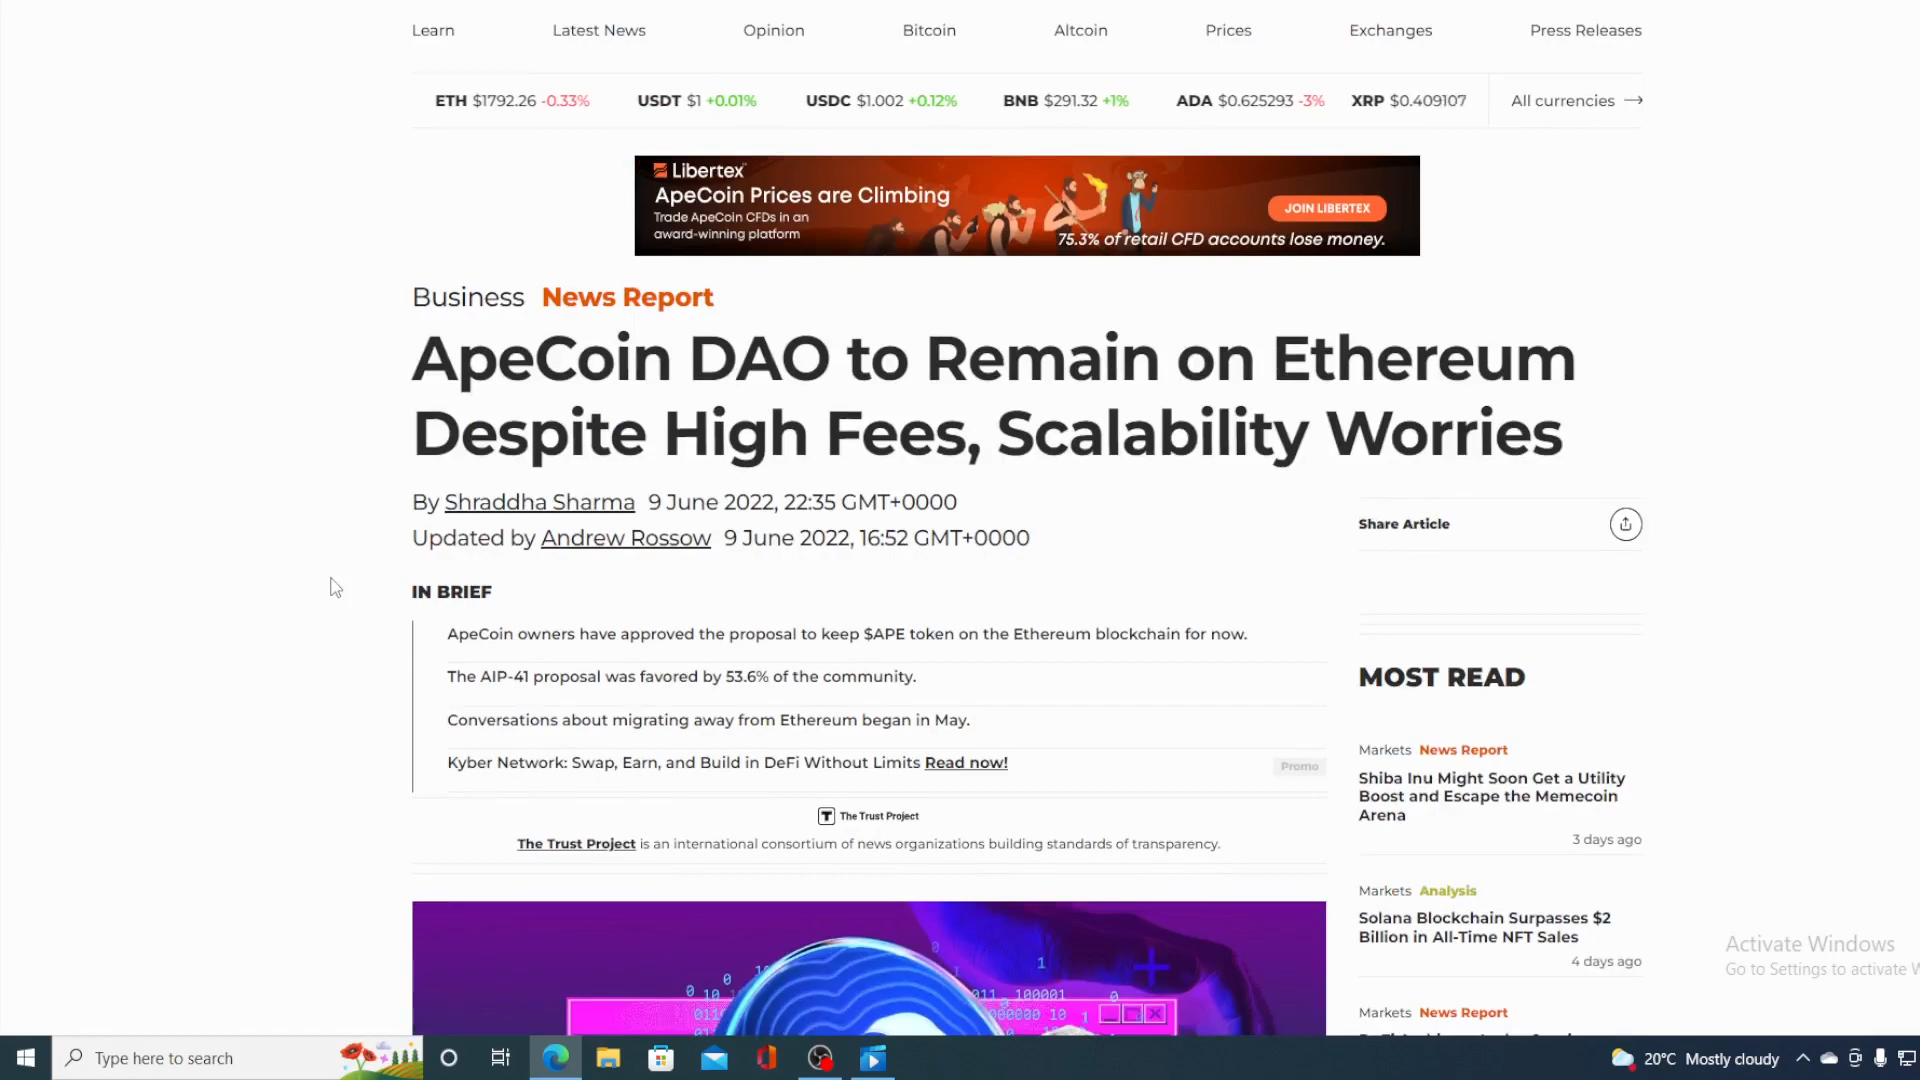 Learn Latest News Opinion Bitcoin Altcoin Prices Exchanges Press Releases
ETH $1792.26 -0.33% USDT $1 +0.01% USDC $1.002 +0.12% BNB $291.32 +1% ADA $0.625293 -3% XRP $0.409107 All currencies
Libertex
ApeCoin Prices are Climbing
Trade ApeCoin CFDs in an
award-winning platform
JOIN LIBERTEX
75.3% of retail CFD accounts lose money.
Business News Report
ApeCoin DAO to Remain on Ethereum
Despite High Fees, Scalability Worries
By Shraddha Sharma 9 June 2022, 22:35 GMT+0000
Updated by Andrew Rossow 9 June 2022, 16:52 GMT+0000
Share Article
IN BRIEF
ApeCoin owners have approved the proposal to keep $APE token on the Ethereum blockchain for now.
The AIP-41 proposal was favored by 53.6% of the community.
Conversations about migrating away from Ethereum began in May.
Kyber Network: Swap, Earn, and Build in DeFi Without Limits Read now!
Promo
The Trust Project
The Trust Project is an international consortium of news organizations building standards of transparency.
MOST READ
Markets News Report
Shiba Inu Might Soon Get a Utility
Boost and Escape the Memecoin
Arena
3 days ago
Markets Analysis
Solana Blockchain Surpasses $2
Billion in All-Time NFT Sales
4 days ago
Markets News Report
Activate Windows
Go to Settings to activate W
Type here to search
20°C Mostly cloudy